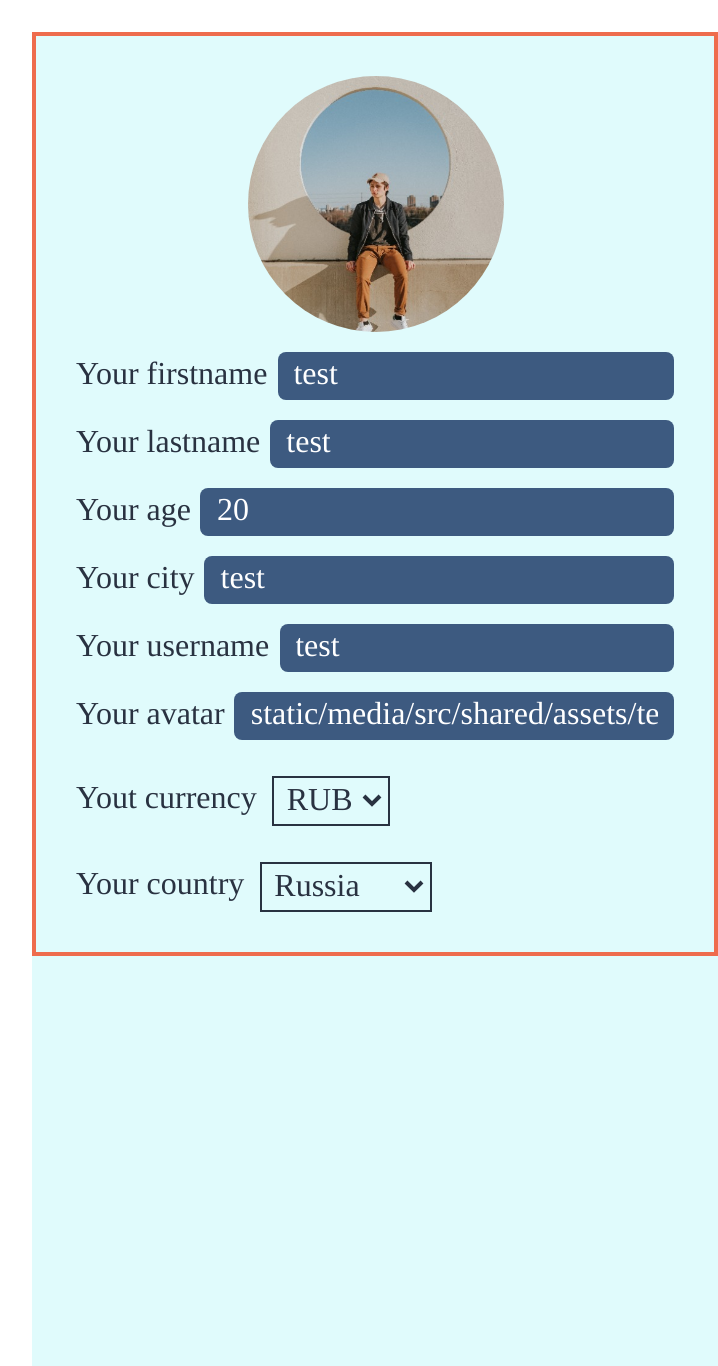 Your firstname test
Your lastname test
Your age 20
Your city test
Your username test
Your avatar static/media/src/shared/assets/te
Yout currency RUB
Your country Russia